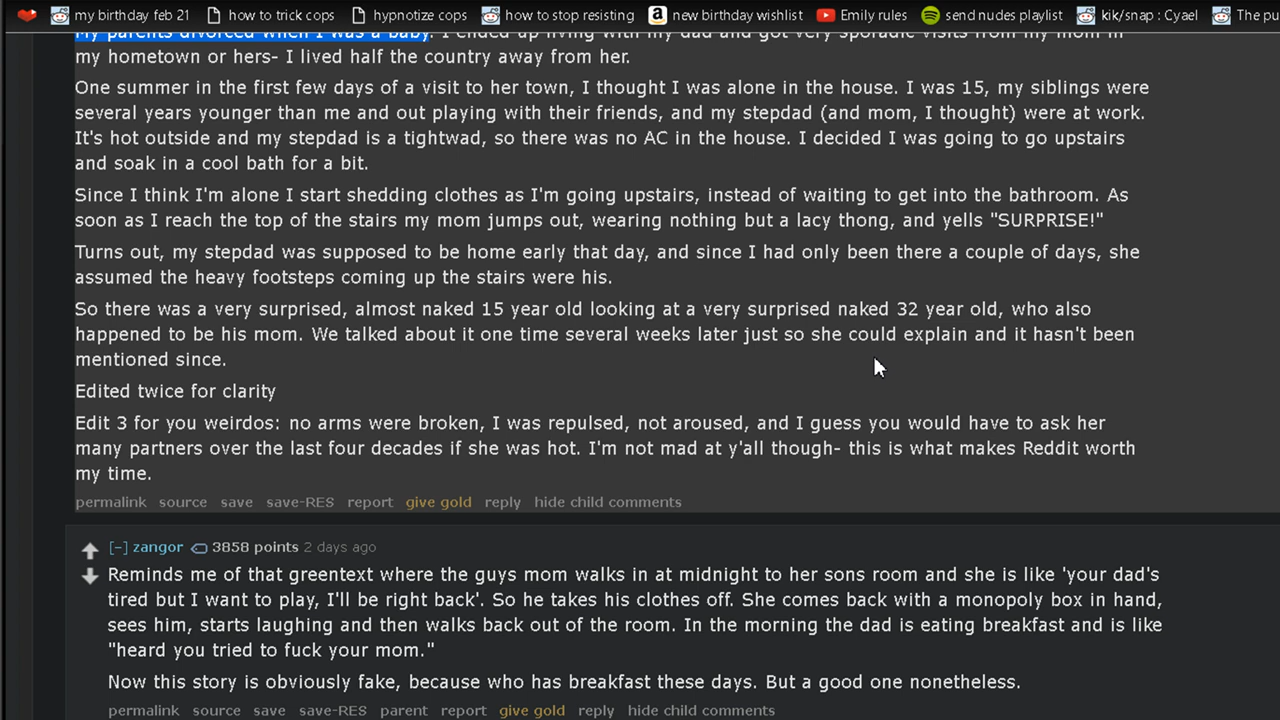 my birthday feb 21 how to trick cops hypnotize cops how to stop resisting new birthday wishlist Emily rules send nudes playlist kik/snap : Cyael The pu
My parents divorced when I was a baby. I ended up living with my dad and got very sporadic visits from my mom in
my hometown or hers- I lived half the country away from her.
One summer in the first few days of a visit to her town, I thought I was alone in the house. I was 15, my siblings were
several years younger than me and out playing with their friends, and my stepdad (and mom, I thought) were at work.
It's hot outside and my stepdad is a tightwad, so there was no AC in the house. I decided I was going to go upstairs
and soak in a cool bath for a bit.
Since I think I'm alone I start shedding clothes as I'm going upstairs, instead of waiting to get into the bathroom. As
soon as I reach the top of the stairs my mom jumps out, wearing nothing but a lacy thong, and yells "SURPRISE!"
Turns out, my stepdad was supposed to be home early that day, and since I had only been there a couple of days, she
assumed the heavy footsteps coming up the stairs were his.
So there was a very surprised, almost naked 15 year old looking at a very surprised naked 32 year old, who also
happened to be his mom. We talked about it one time several weeks later just so she could explain and it hasn't been
mentioned since.
Edited twice for clarity
Edit 3 for you weirdos: no arms were broken, I was repulsed, not aroused, and I guess you would have to ask her
many partners over the last four decades if she was hot. I'm not mad at y'all though- this is what makes Reddit worth
my time.
permalink source save save-RES report give gold reply hide child comments
[-] zangor 3858 points 2 days ago
Reminds me of that greentext where the guys mom walks in at midnight to her sons room and she is like 'your dad's
tired but I want to play, I'll be right back'. So he takes his clothes off. She comes back with a monopoly box in hand,
sees him, starts laughing and then walks back out of the room. In the morning the dad is eating breakfast and is like
"heard you tried to fuck your mom."
Now this story is obviously fake, because who has breakfast these days. But a good one nonetheless.
permalink source save save-RES parent report give gold reply hide child comments